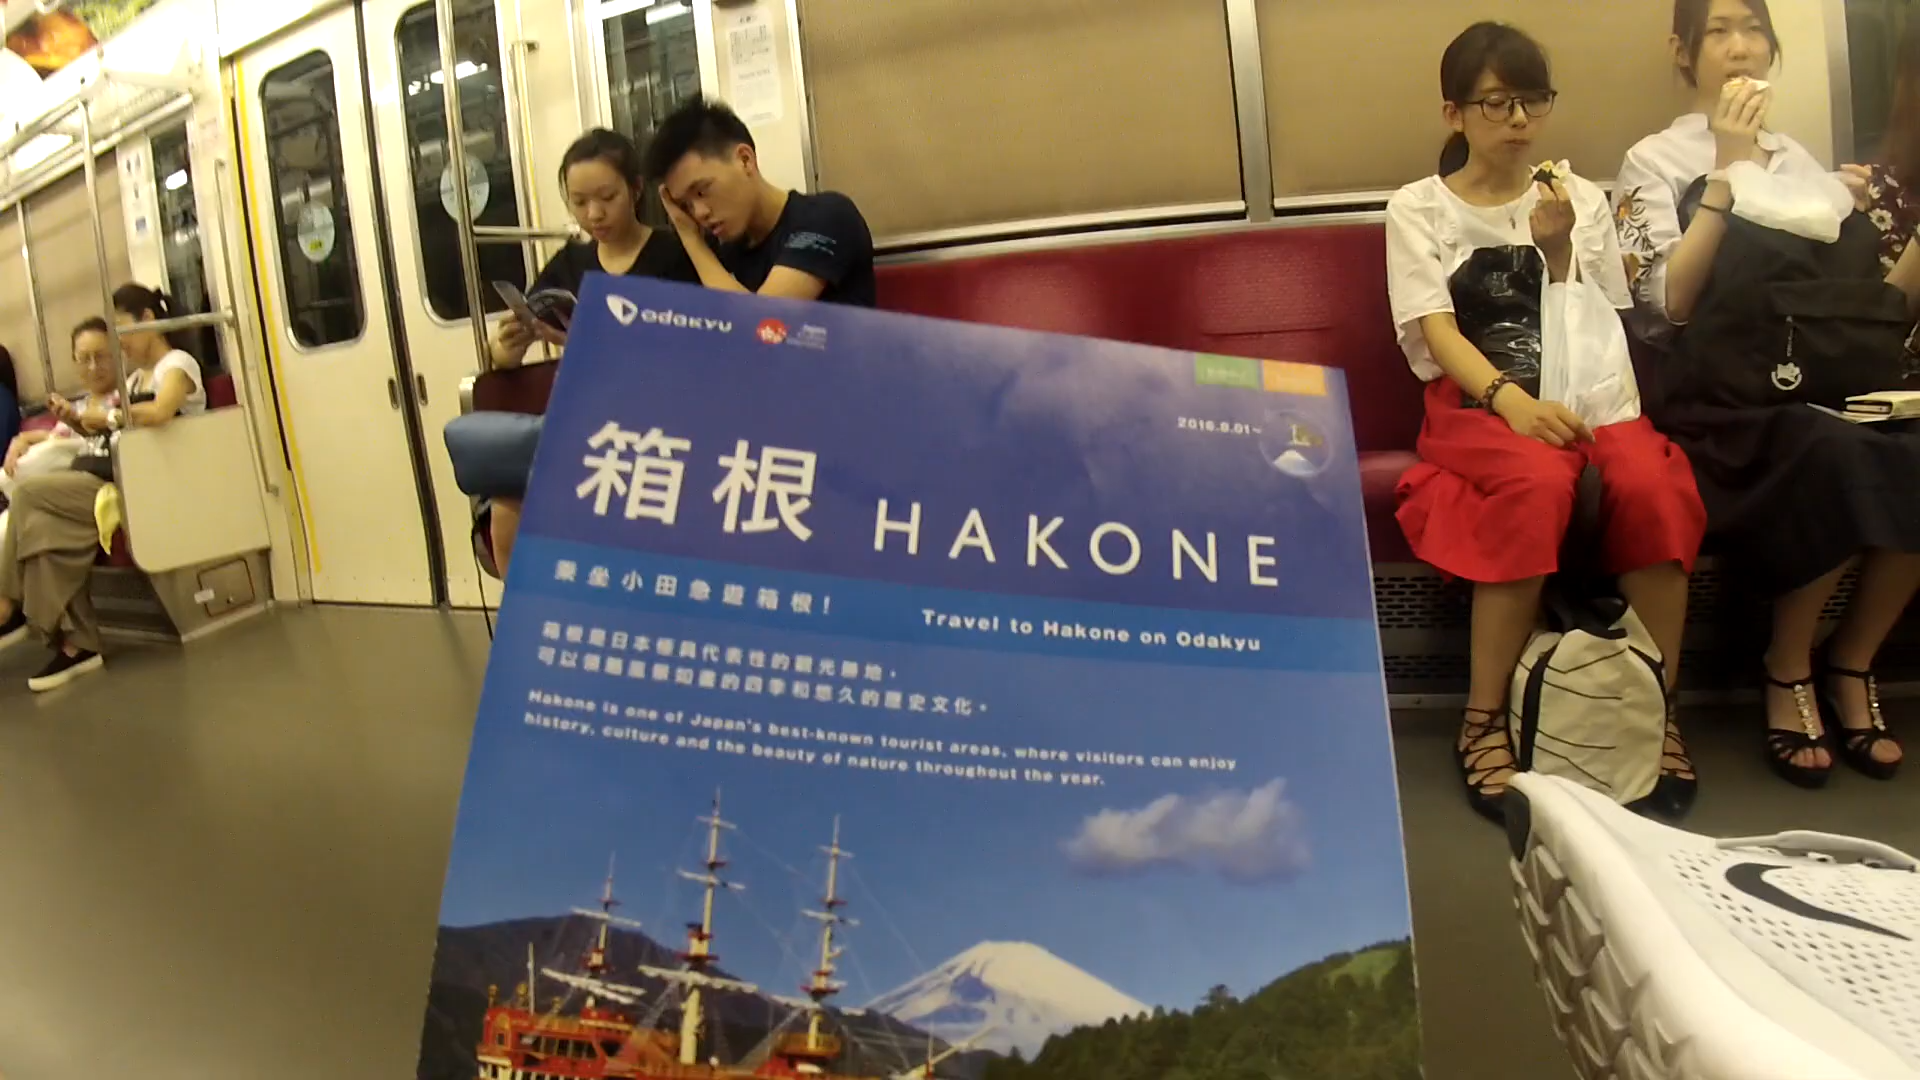 ODAKYU
2016.9.01~
箱根 HAKONE
乘坐小田急遊箱根!
Travel to Hakone on Odakyu
箱根是日本極具代表性的觀光勝地，
可以領略風景如畫的四季和悠久的歷史文化。
Hakone is one of Japan's best-known tourist areas, where visitors can enjoy
history, culture and the beauty of nature throughout the year.